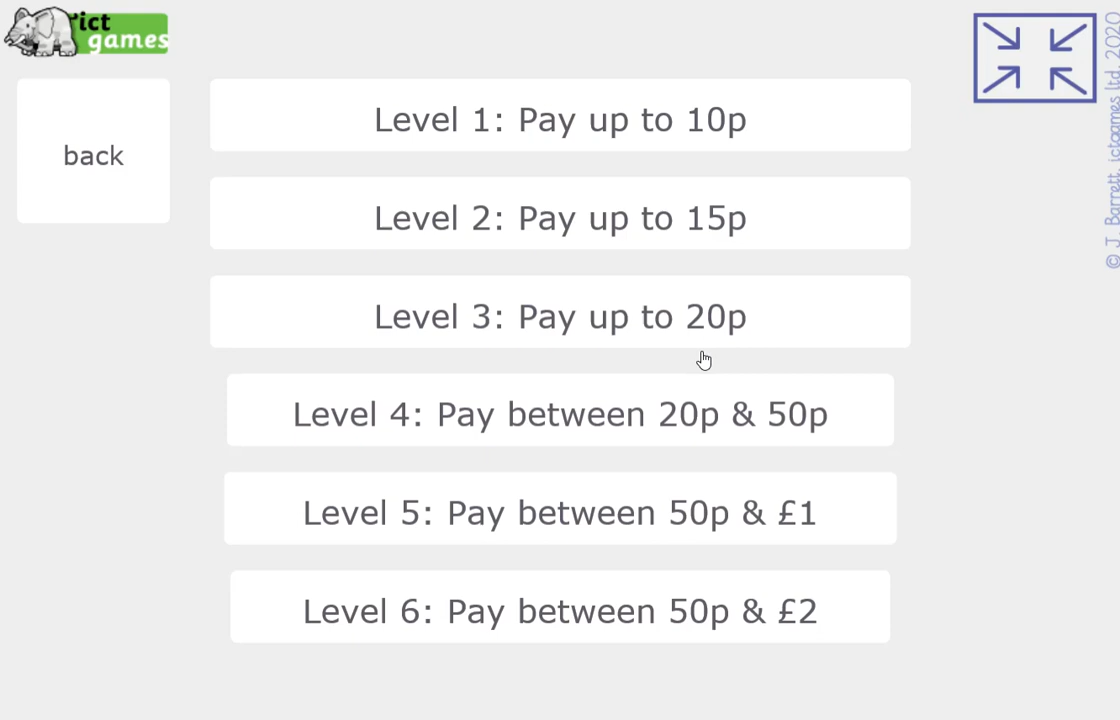 ict
games
back
Level 1: Pay up to 10p
Level 2: Pay up to 15p
Level 3: Pay up to 20p
Level 4: Pay between 20p & 50p
Level 5: Pay between 50p & £1
Level 6: Pay between 50p & £2
© J. Barrett, ictgames ltd, 2020